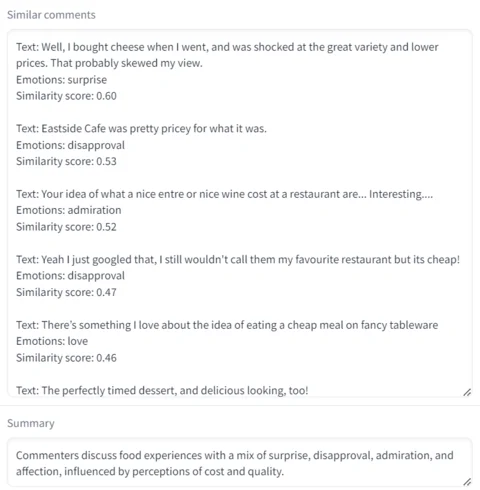 Similar comments
Text: Well, I bought cheese when I went, and was shocked at the great variety and lower
prices. That probably skewed my view.
Emotions: surprise
Similarity score: 0.60
Text: Eastside Cafe was pretty pricey for what it was.
Emotions: disapproval
Similarity score: 0.53
Text: Your idea of what a nice entre or nice wine cost at a restaurant are... Interesting....
Emotions: admiration
Similarity score: 0.52
Text: Yeah I just googled that, I still wouldn't call them my favourite restaurant but its cheap!
Emotions: disapproval
Similarity score: 0.47
Text: There's something I love about the idea of eating a cheap meal on fancy tableware
Emotions: love
Similarity score: 0.46
Text: The perfectly timed dessert, and delicious looking, too!
Summary
Commenters discuss food experiences with a mix of surprise, disapproval, admiration, and
affection, influenced by perceptions of cost and quality.